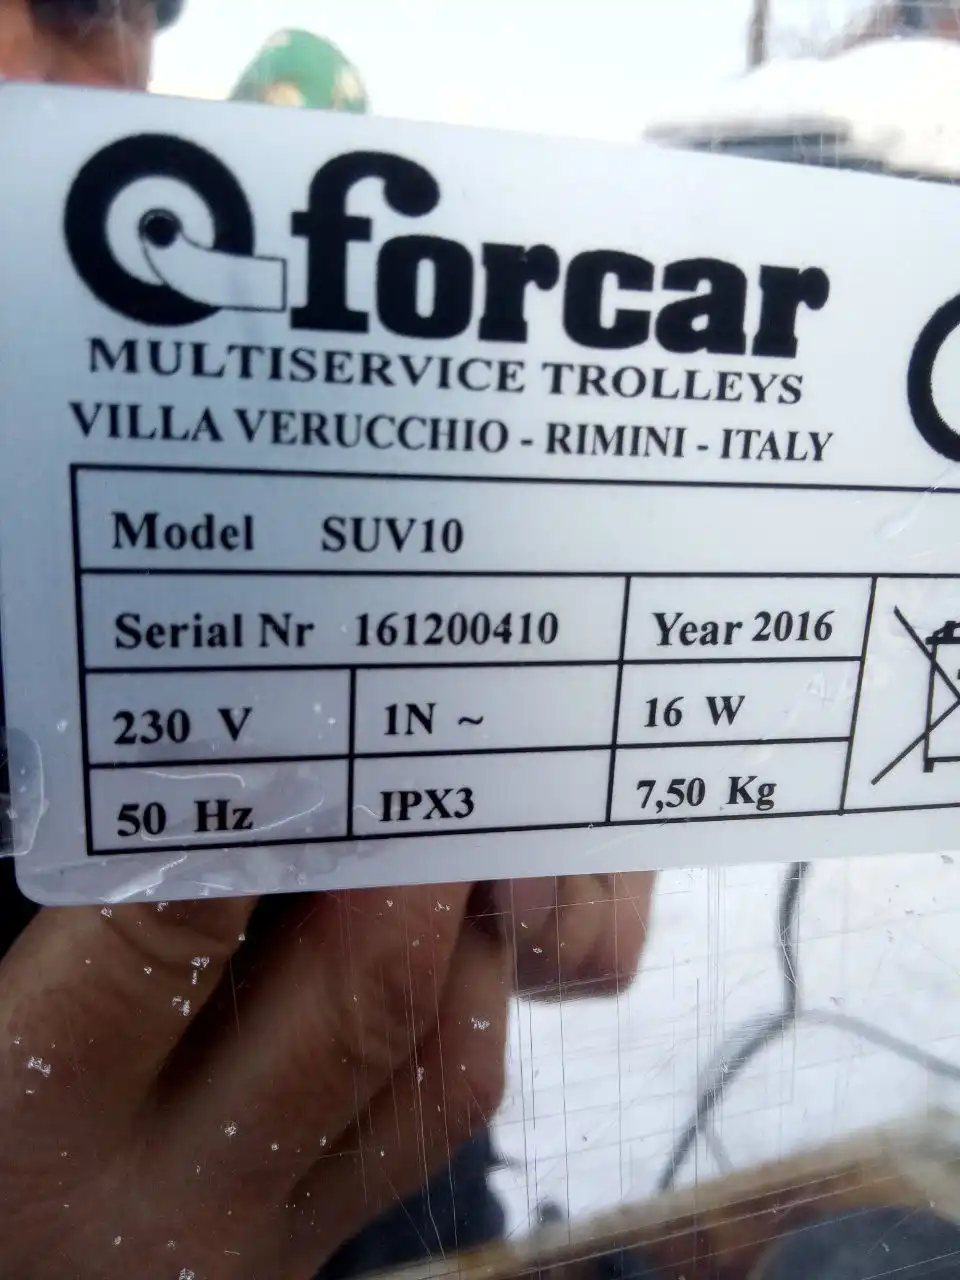 forcar
MULTISERVICE TROLLEYS
VILLA VERUCCHIO - RIMINI - ITALY
Model SUV10
Serial Nr 161200410 Year 2016
230 V 1N ~ 16 W
50 Hz IPX3 7,50 Kg